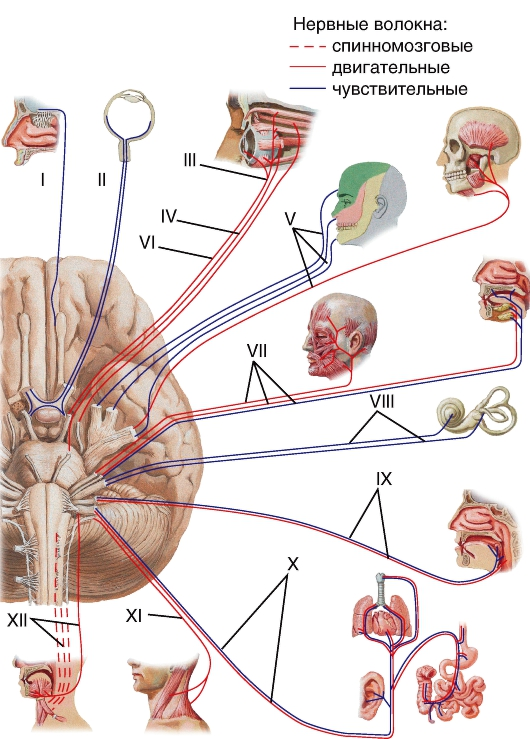 Нервные волокна:
спинномозговые
двигательные
чувствительные
I
II
III
IV
VI
V
VII
VIII
IX
X
XI
XII